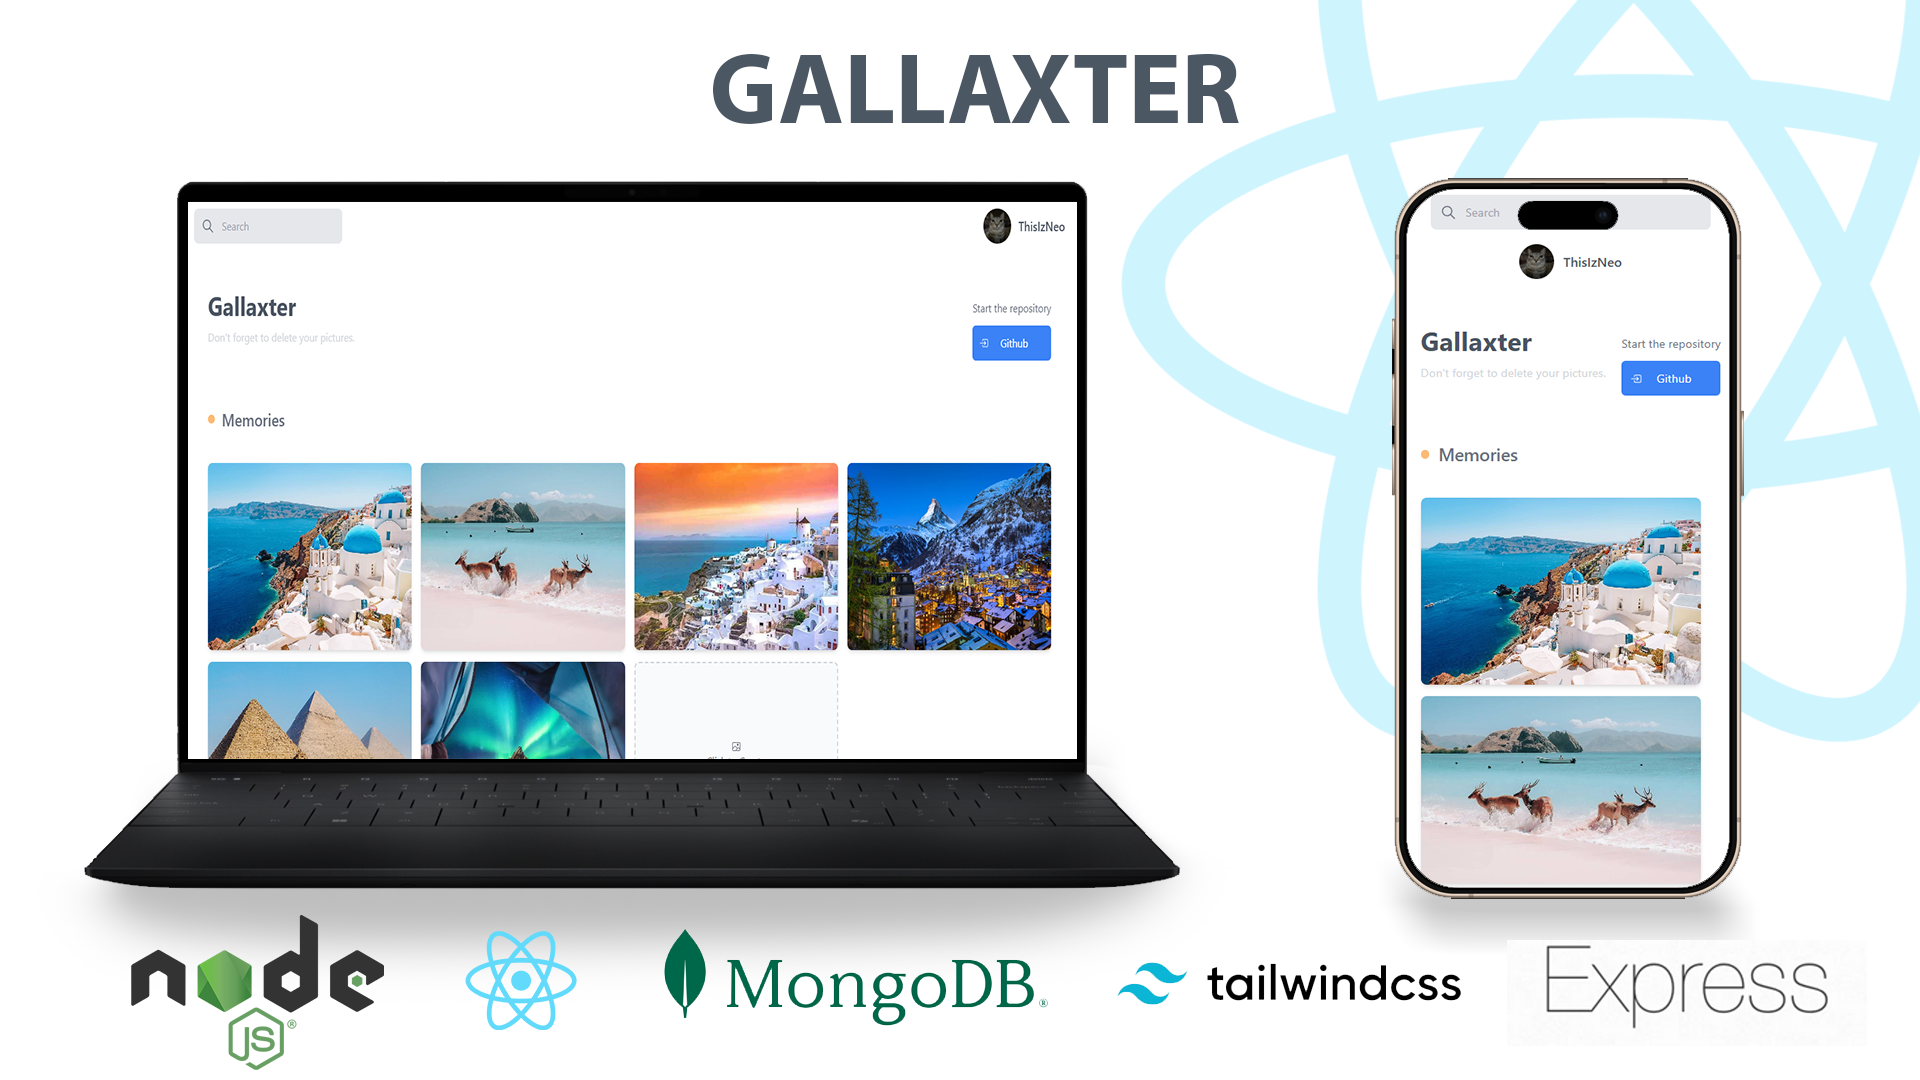 GALLAXTER
Search
ThisIzNeo
Gallaxter
Don't forget to delete your pictures.
Start the repository
Github
Memories
Search
ThisIzNeo
Gallaxter
Don't forget to delete your pictures.
Start the repository
Github
Memories
node
JS®
MongoDB®
tailwindcss
Express